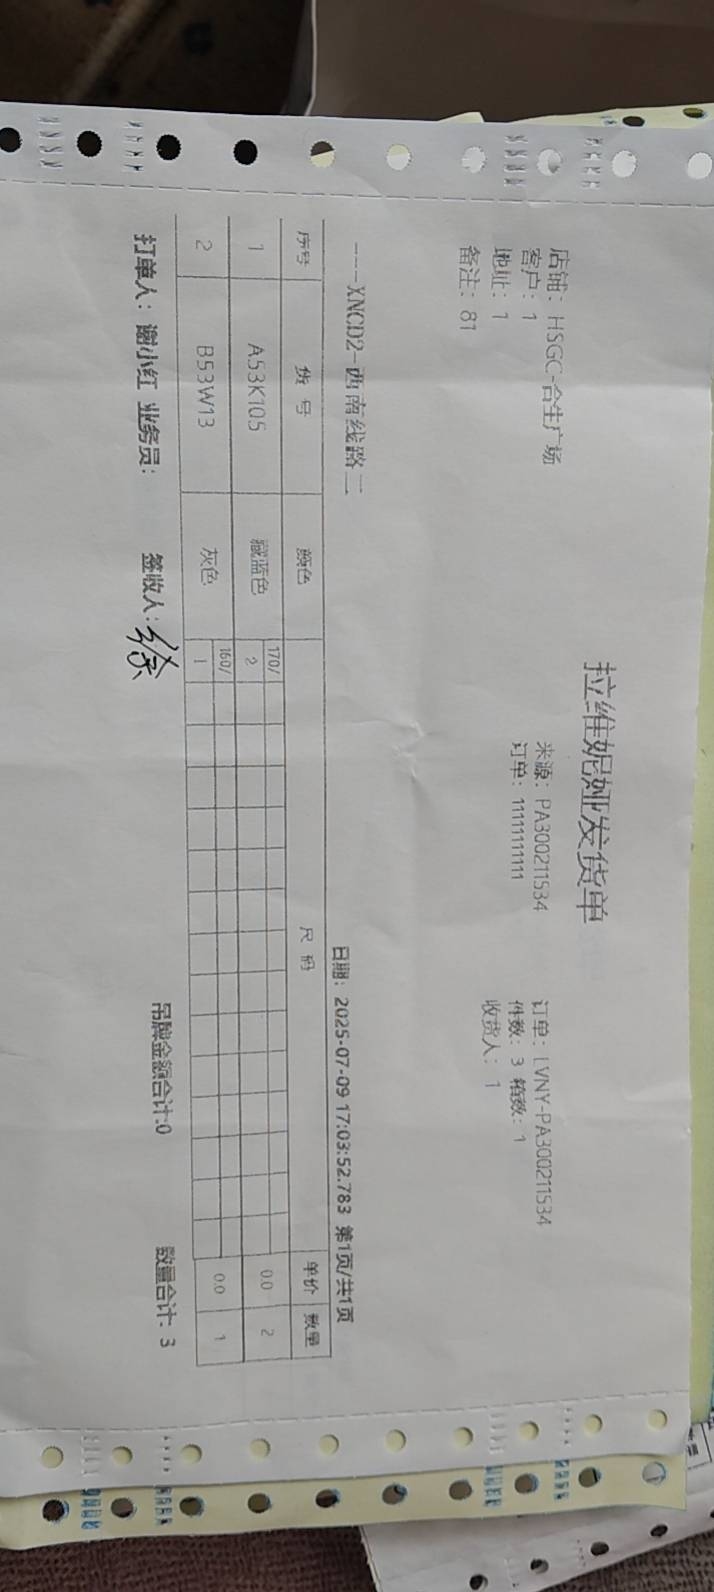 拉维妮娅发货单
店铺：HSGC-合生广场 来源：PA300211534 订单：LVNY-PA300211534
客户：1 订单：11111111111 件数：3 箱数：1
地址：1 收货人：1
备注：81
----XNCD2-西南线路二 日期：2025-07-09 17:03:52.783 第1页/共1页
序号 货号 颜色 尺码 单价 数量
1 A53K105 藏蓝色 170/ 2 0.0 2
2 B53W13 灰色 160/ 1 0.0 1
打单人：谢小红 业务员： 签收人：徐 吊牌金额合计:0 数量合计：3